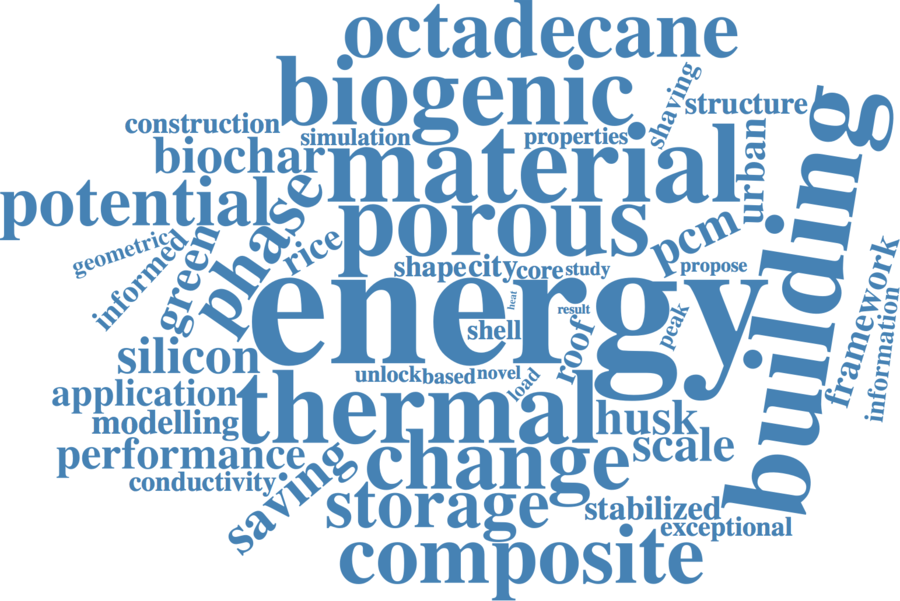 octadecane
biogenic
shaving
structure
construction
simulation
properties
biochar
material
urban
building
potential
phase
porous
pcm
geometric
informed
green
rice
shape
city
core
study
propose
framework
information
energy
heat
result
shell
roof
peak
silicon
unlock
based
novel
load
application
thermal
husk
modelling
performance
change
scale
conductivity
saving
storage
stabilized
exceptional
composite